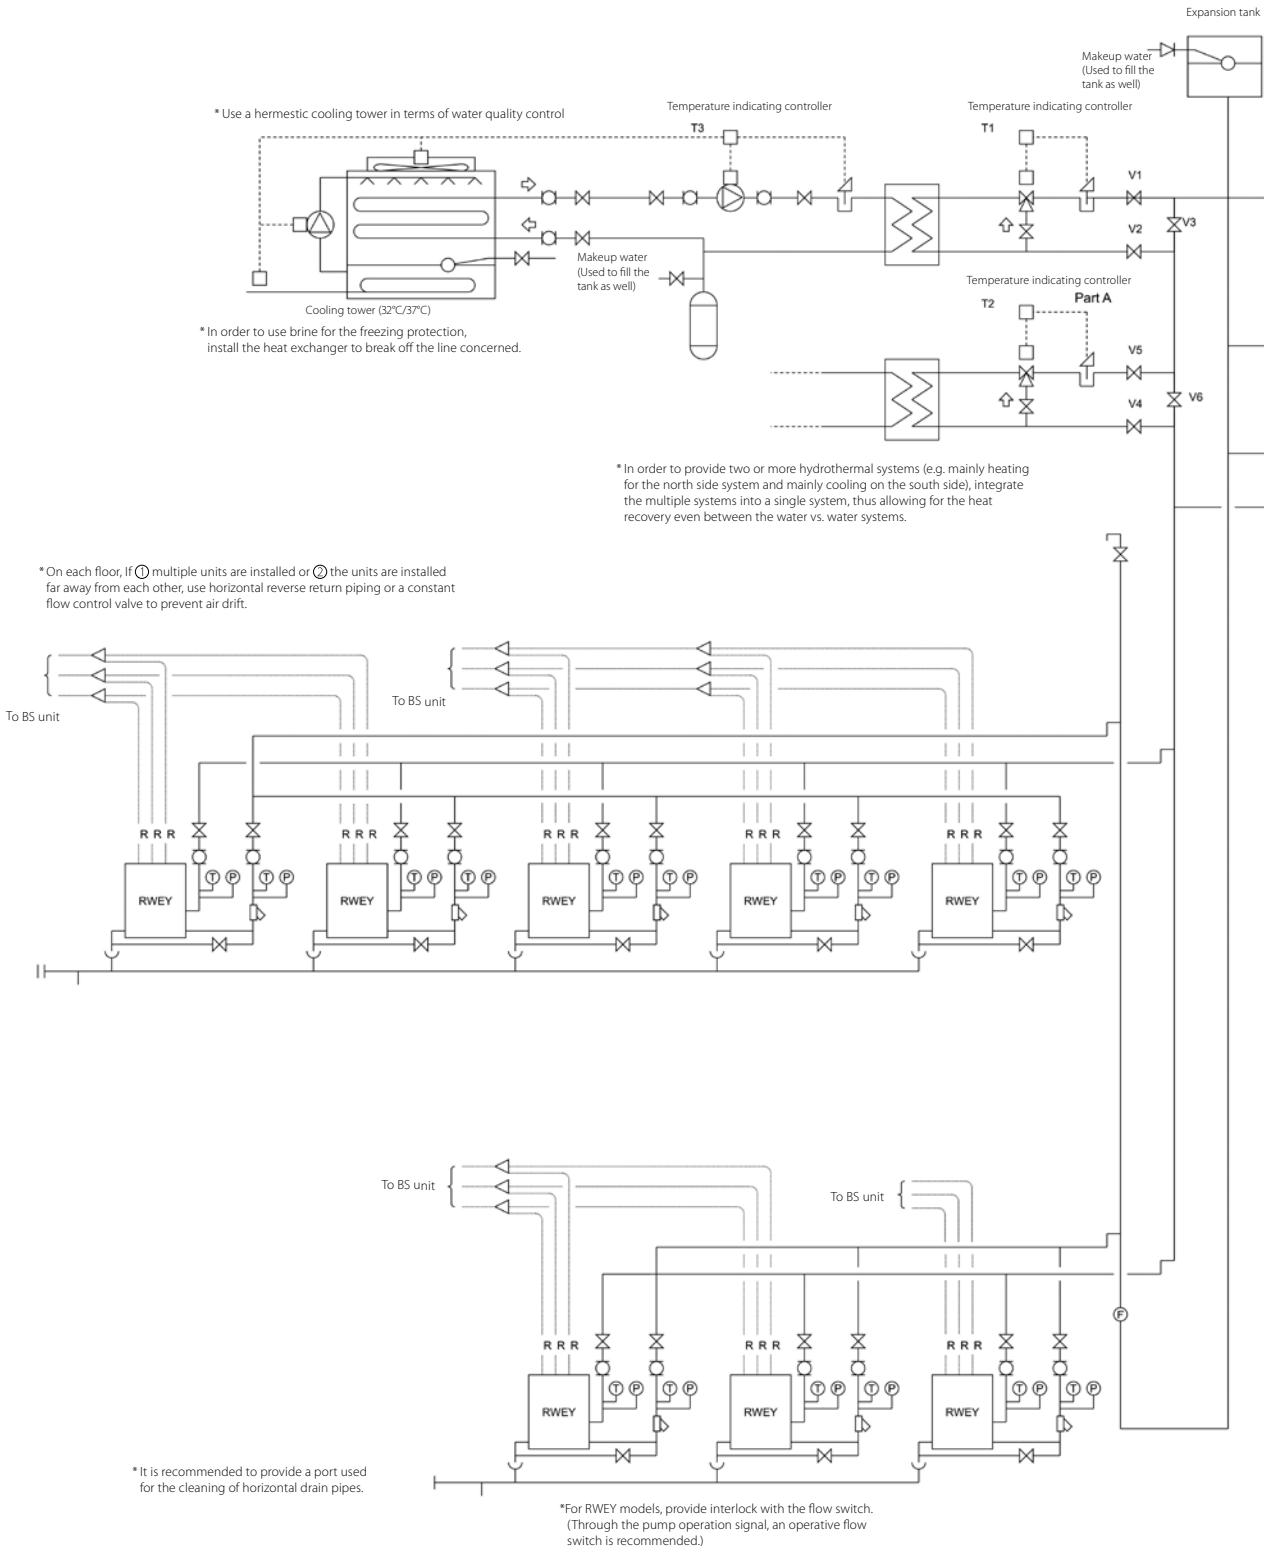 Expansion tank
Makeup water
(Used to fill the
tank as well)
* Use a hermestic cooling tower in terms of water quality control
Temperature indicating controller
T3
Temperature indicating controller
T1
V1
V3
V2
Makeup water
(Used to fill the
tank as well)
Cooling tower (32°C/37°C)
Temperature indicating controller
T2
Part A
V5
V6
V4
* In order to use brine for the freezing protection,
install the heat exchanger to break off the line concerned.
* In order to provide two or more hydrothermal systems (e.g. mainly heating
for the north side system and mainly cooling on the south side), integrate
the multiple systems into a single system, thus allowing for the heat
recovery even between the water vs. water systems.
* On each floor, If ① multiple units are installed or ② the units are installed
far away from each other, use horizontal reverse return piping or a constant
flow control valve to prevent air drift.
To BS unit
To BS unit
R R R
R R R
R R R
R R R
R R R
T P T P
T P T P
T P T P
T P T P
T P T P
RWEY
RWEY
RWEY
RWEY
RWEY
To BS unit
To BS unit
F
R R R
R R R
R R R
T P T P
T P T P
T P T P
RWEY
RWEY
RWEY
* It is recommended to provide a port used
for the cleaning of horizontal drain pipes.
*For RWEY models, provide interlock with the flow switch.
(Through the pump operation signal, an operative flow
switch is recommended.)